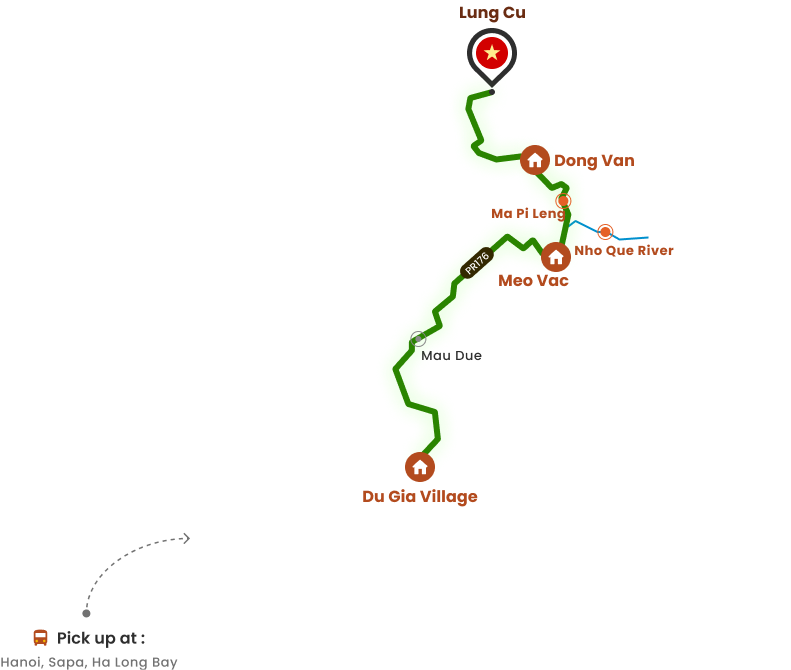 Lung Cu
Dong Van
Ma Pi Leng
Nho Que River
PR176
Meo Vac
Mau Due
Du Gia Village
Pick up at :
Hanoi, Sapa, Ha Long Bay